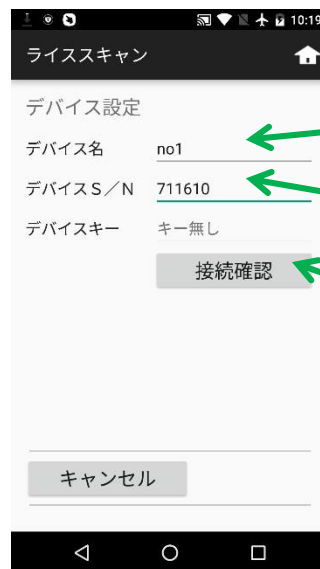 10:19
ライススキャン
デバイス設定
デバイス名 no1
デバイスS/N 711610
デバイスキー キー無し
接続確認
キャンセル